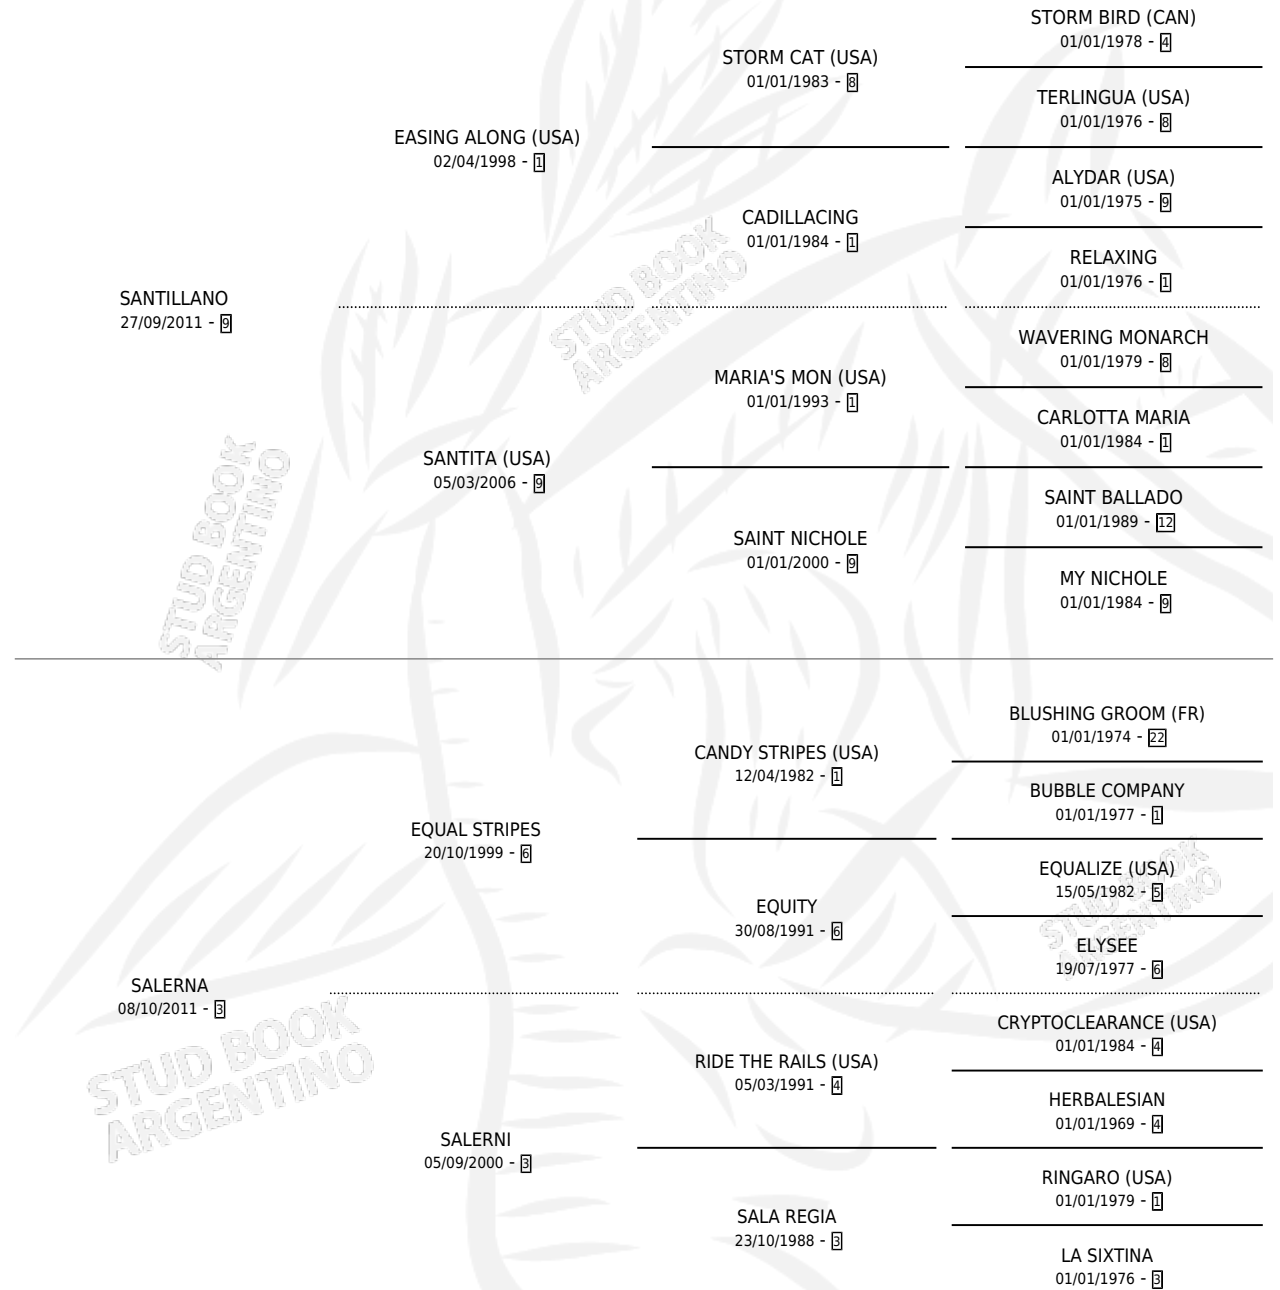 STORM BIRD (CAN)
01/01/1978 - 4
STORM CAT (USA)
01/01/1983 - 8
TERLINGUA (USA)
01/01/1976 - 8
EASING ALONG (USA)
02/04/1998 - 1
ALYDAR (USA)
01/01/1975 - 9
CADILLACING
01/01/1984 - 1
RELAXING
01/01/1976 - 1
SANTILLANO
27/09/2011 - 9
WAVERING MONARCH
01/01/1979 - 8
MARIA'S MON (USA)
01/01/1993 - 1
CARLOTTA MARIA
01/01/1984 - 1
SANTITA (USA)
05/03/2006 - 9
SAINT BALLADO
01/01/1989 - 12
SAINT NICHOLE
01/01/2000 - 9
MY NICHOLE
01/01/1984 - 9
BLUSHING GROOM (FR)
01/01/1974 - 22
CANDY STRIPES (USA)
12/04/1982 - 1
BUBBLE COMPANY
01/01/1977 - 1
EQUAL STRIPES
20/10/1999 - 6
EQUALIZE (USA)
15/05/1982 - 5
EQUITY
30/08/1991 - 6
ELYSEE
19/07/1977 - 6
SALERNA
08/10/2011 - 3
CRYPTOCLEARANCE (USA)
01/01/1984 - 4
RIDE THE RAILS (USA)
05/03/1991 - 4
HERBALESIAN
01/01/1969 - 4
SALERNI
05/09/2000 - 3
RINGARO (USA)
01/01/1979 - 1
SALA REGIA
23/10/1988 - 3
LA SIXTINA
01/01/1976 - 3
STUD BOOK
ARGENTINO
STUD BOOK
ARGENTINO
STUD BOOK
ARGENTINO
STUD BOOK
ARGENTINO